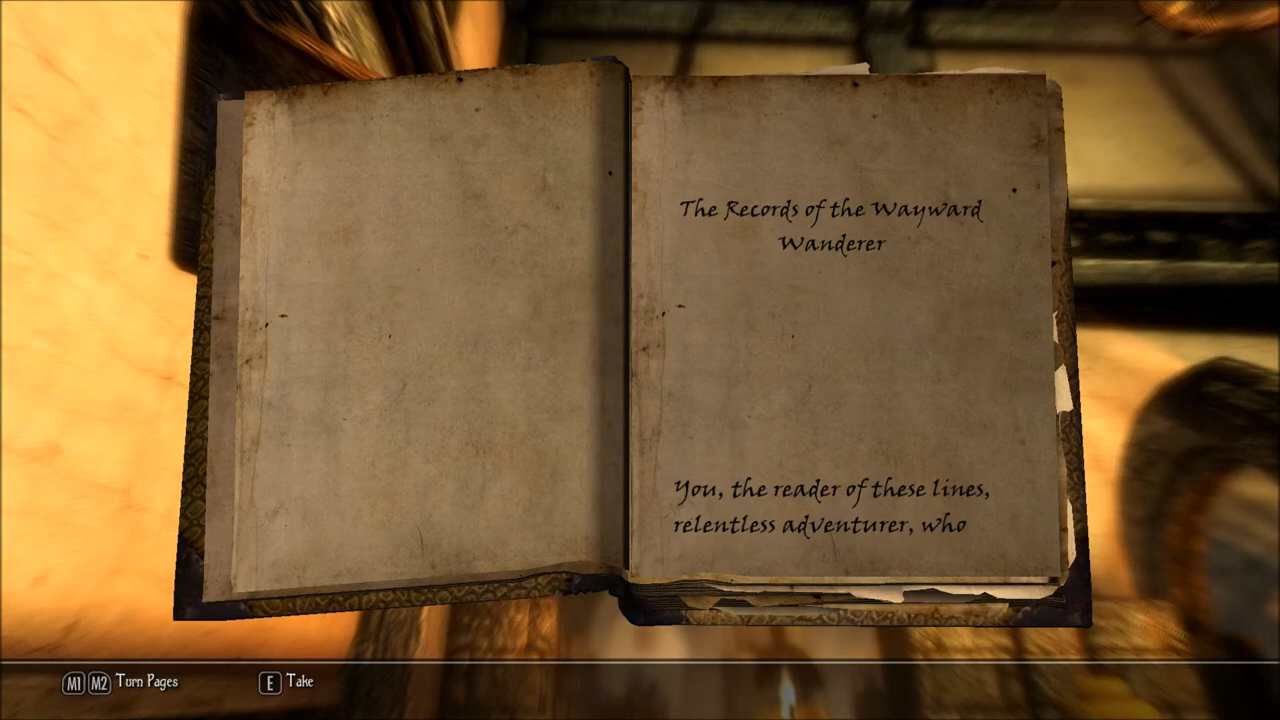 The Records of the Wayward
Wanderer
You, the reader of these lines,
relentless adventurer, who
M1 M2 Turn Pages
E Take